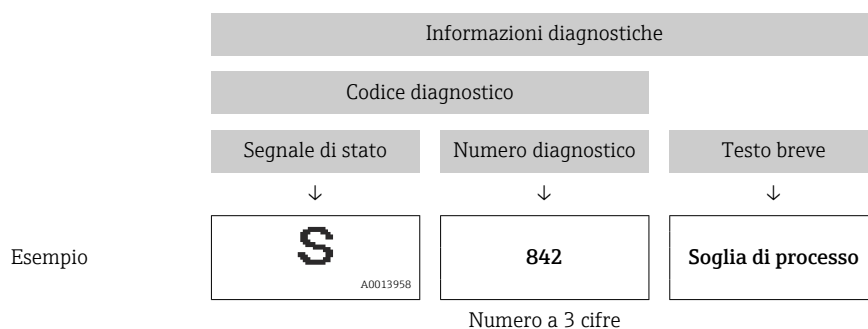 Informazioni diagnostiche
Codice diagnostico
Segnale di stato Numero diagnostico Testo breve
↓ ↓ ↓
Esempio S 842 Soglia di processo
A0013958
Numero a 3 cifre